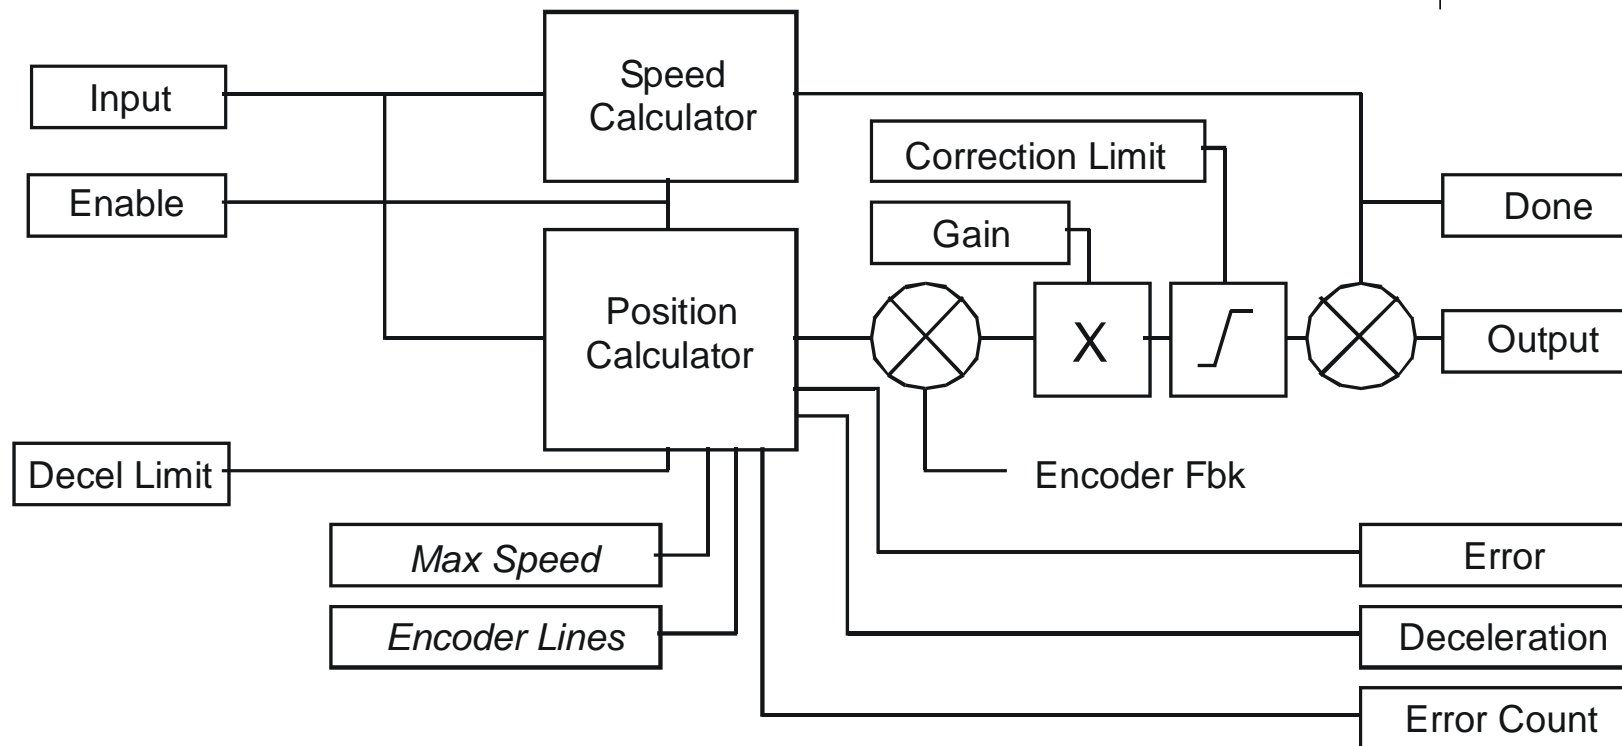 Speed
Calculator
Input
Correction Limit
Enable
Done
Gain
Position
Calculator
X
Output
Decel Limit
Encoder Fbk
Max Speed
Error
Encoder Lines
Deceleration
Error Count